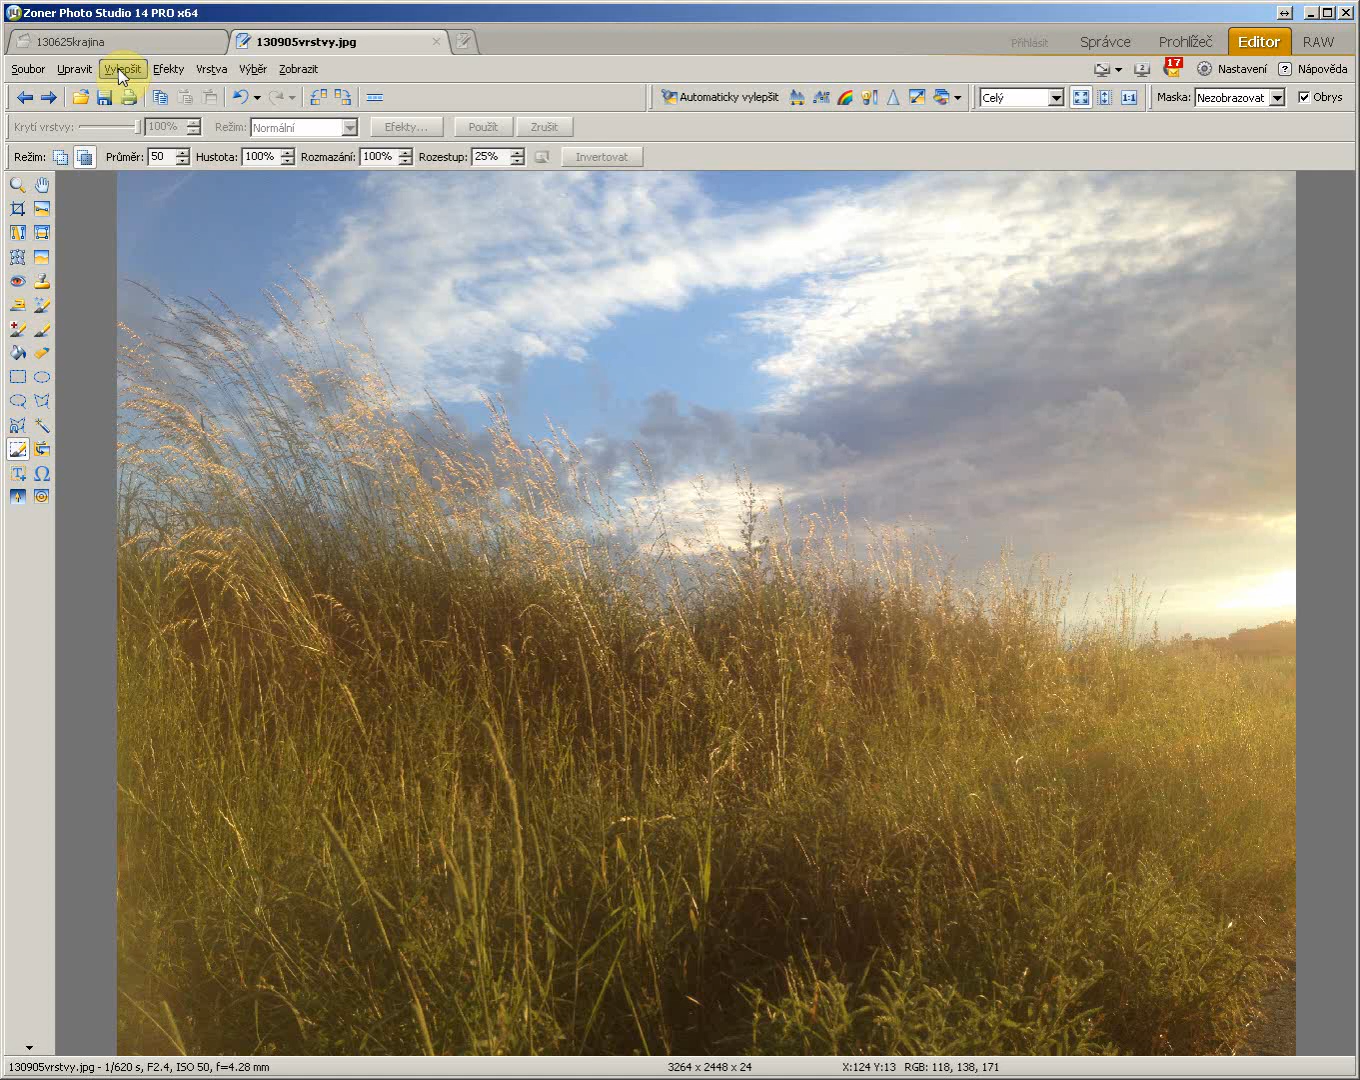 Zoner Photo Studio 14 PRO x64
130625krajina
130905vrstvy.jpg
Přihlásit
Správce
Prohlížeč
Editor
RAW
Soubor
Upravit
Vylepšit
Efekty
Vrstva
Výběr
Zobrazit
2
17
Nastavení
Nápověda
Automaticky vylepšit
Celý
1:1
Maska:
Nezobrazovat
Obrys
Krytí vrstvy:
100%
Režim:
Normální
Efekty...
Použít
Zrušit
Režim:
Průměr:
50
Hustota:
100%
Rozmazání:
100%
Rozestup:
25%
Invertovat
130905vrstvy.jpg - 1/620 s, F2.4, ISO 50, f=4.28 mm
3264 x 2448 x 24
X:124 Y:13
RGB: 118, 138, 171